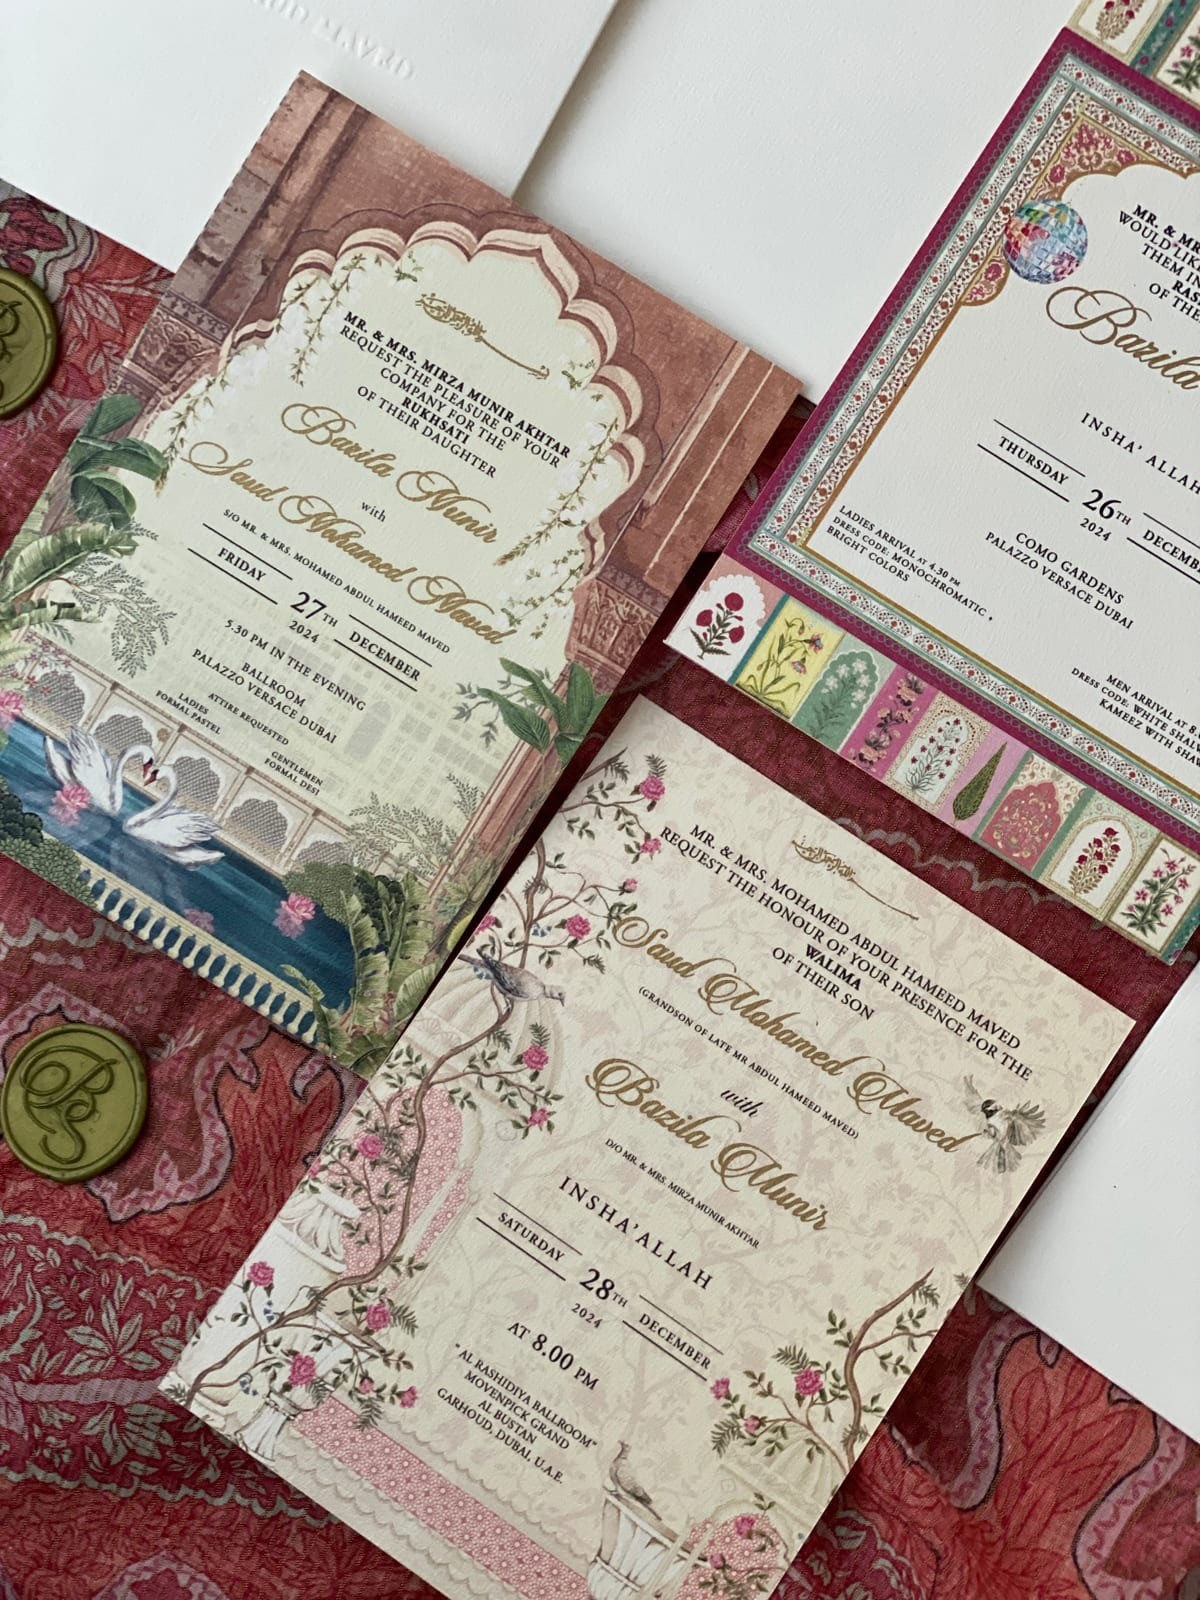 MR. & MRS. MIRZA MUNIR AKHTAR
REQUEST THE PLEASURE OF YOUR
COMPANY FOR THE
RUKHSATI
OF THEIR DAUGHTER
Bazila Munir
with
Saud Mohamed Maved
S/O MR. & MRS. MOHAMED ABDUL HAMEED MAVED
FRIDAY 27TH DECEMBER
2024
5.30 PM IN THE EVENING
BALLROOM
PALAZZO VERSACE DUBAI
ATTIRE REQUESTED
LADIES
FORMAL PASTEL
GENTLEMEN
FORMAL DESI
MR. & MR
WOULD LIK
THEM IN
RAS
OF THE
Bazila
INSHA' ALLAH
THURSDAY 26TH DECEMBE
2024
COMO GARDENS
PALAZZO VERSACE DUBAI
LADIES ARRIVAL AT 4.30 PM
DRESS CODE: MONOCHROMATIC ,
BRIGHT COLORS
MEN ARRIVAL AT 8.
DRESS CODE: WHITE SHALW
KAMEEZ WITH SHAW
MR. & MRS. MOHAMED ABDUL HAMEED MAVED
REQUEST THE HONOUR OF YOUR PRESENCE FOR THE
WALIMA
OF THEIR SON
Saud Mohamed Maved
(GRANDSON OF LATE MR ABDUL HAMEED MAVED)
with
Bazila Munir
D/O MR. & MRS. MIRZA MUNIR AKHTAR
INSHA'ALLAH
SATURDAY 28TH DECEMBER
2024
AT 8.00 PM
"AL RASHIDIYA BALLROOM"
MOVENPICK GRAND
AL BUSTAN
GARHOUD, DUBAI, U.A.E.